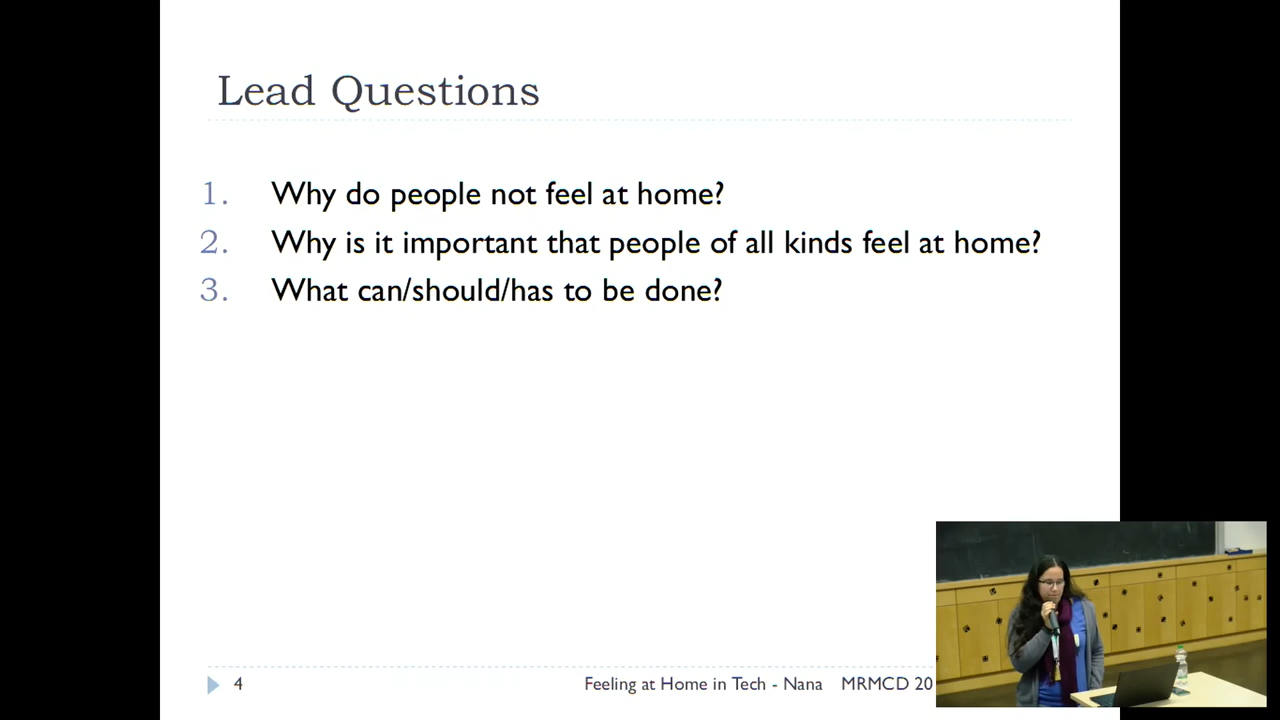 Lead Questions
1. Why do people not feel at home?
2. Why is it important that people of all kinds feel at home?
3. What can/should/has to be done?
4 Feeling at Home in Tech - Nana MRMCD 20